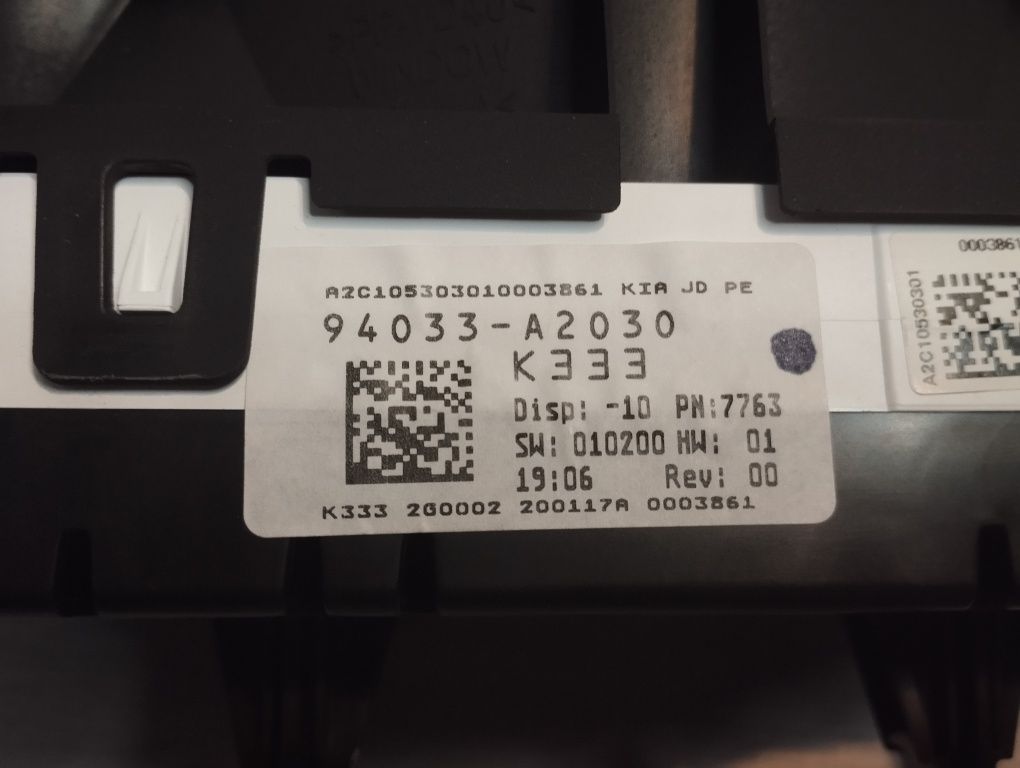 A2C105303010003861 KIA JD PE
94033-A2030
K333
Disp: -10 PN:7763
SW: 010200 HW: 01
19:06 Rev: 00
K333 2G0002 200117A 0003861
0003861
A2C10530301